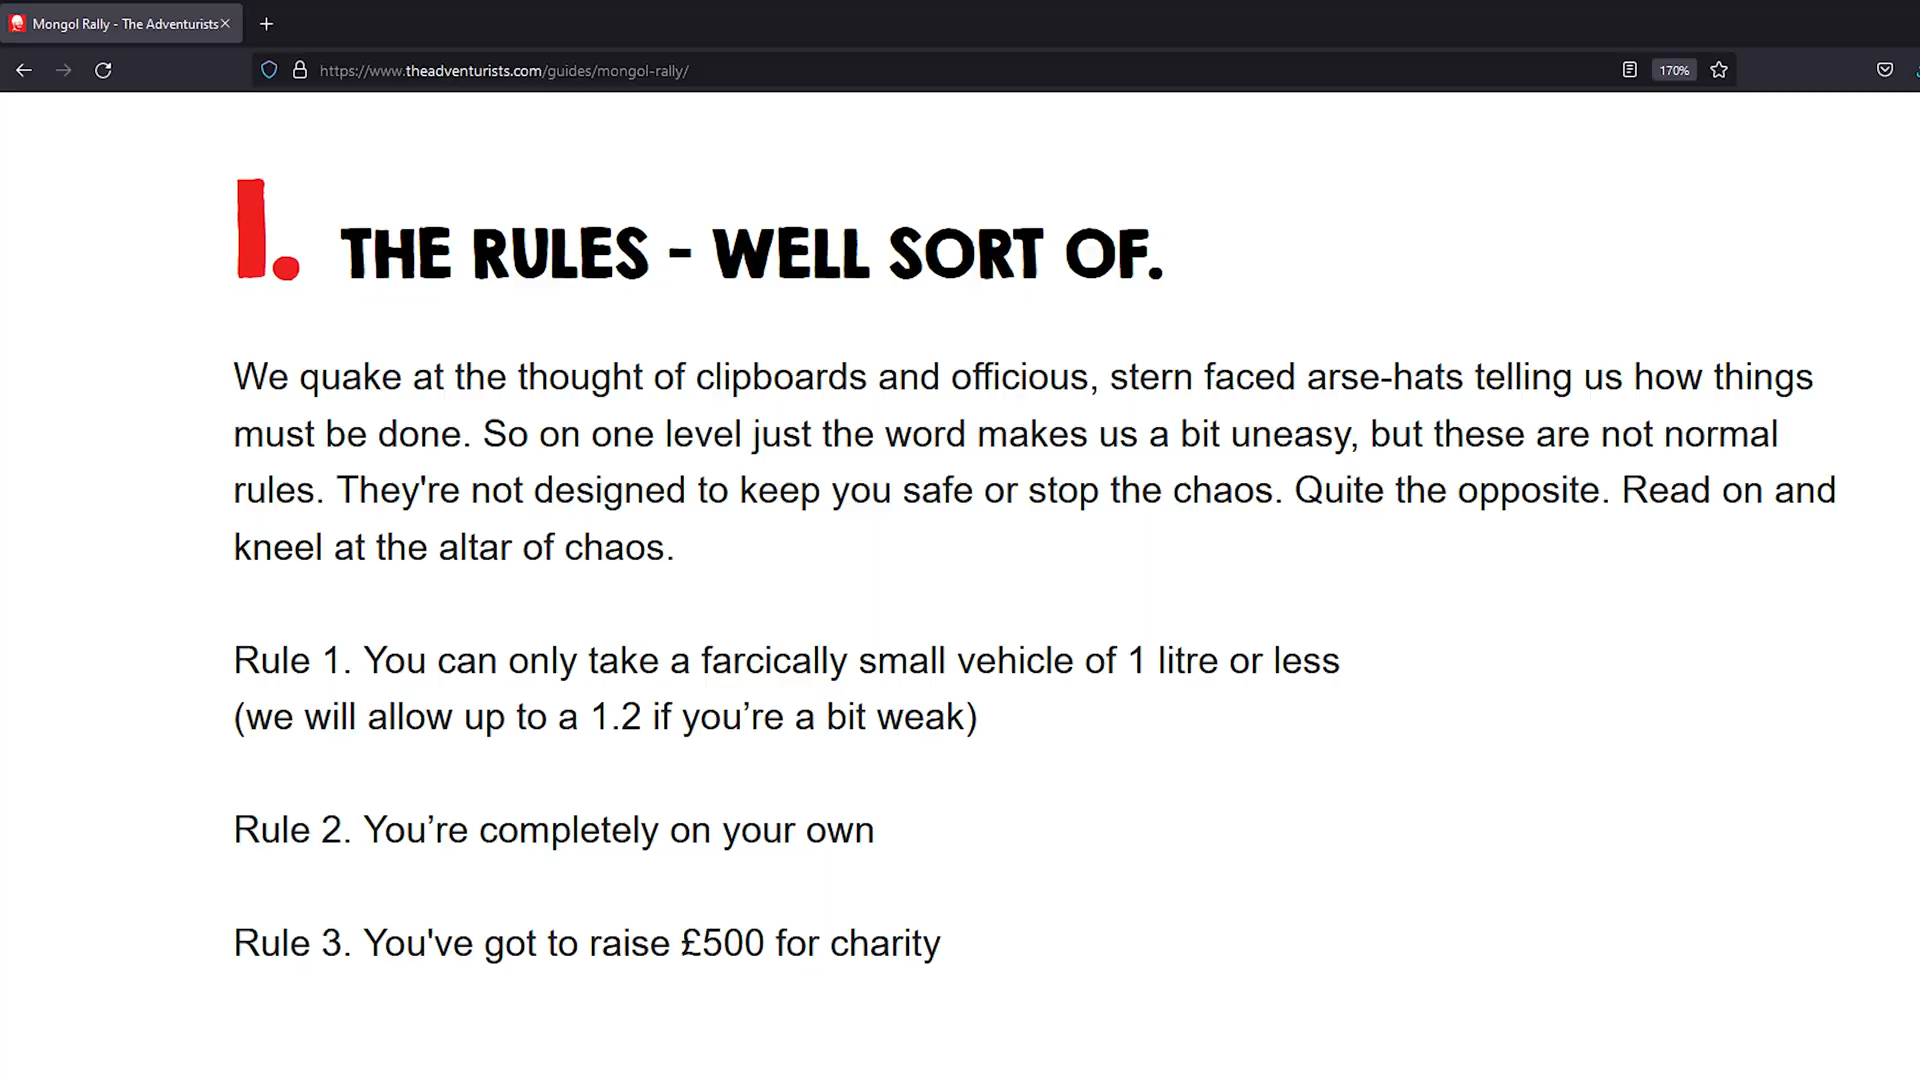 Mongol Rally - The Adventurists
https://www.theadventurists.com/guides/mongol-rally/
170%
1. THE RULES - WELL SORT OF.
We quake at the thought of clipboards and officious, stern faced arse-hats telling us how things
must be done. So on one level just the word makes us a bit uneasy, but these are not normal
rules. They're not designed to keep you safe or stop the chaos. Quite the opposite. Read on and
kneel at the altar of chaos.
Rule 1. You can only take a farcically small vehicle of 1 litre or less
(we will allow up to a 1.2 if you’re a bit weak)
Rule 2. You’re completely on your own
Rule 3. You've got to raise £500 for charity